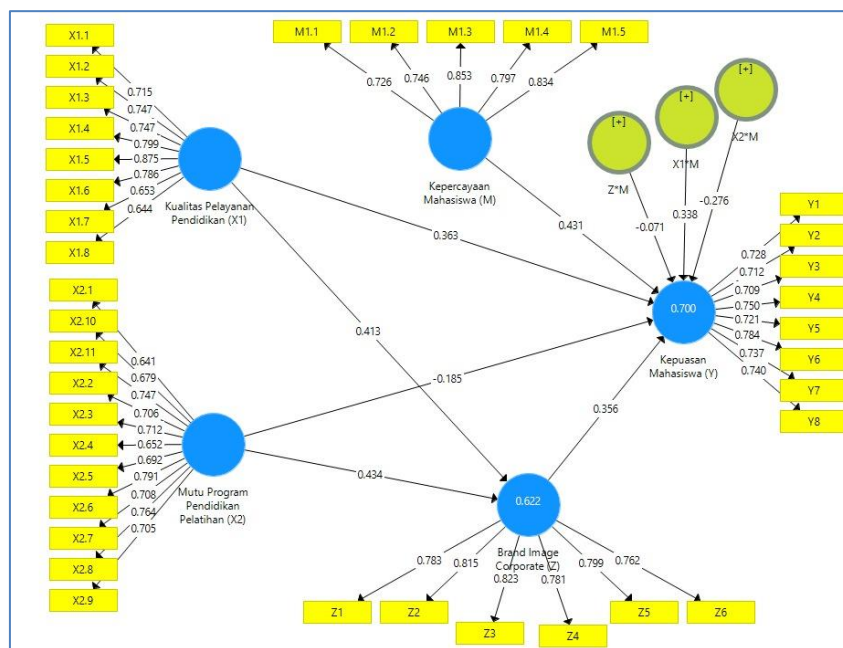 X1.1
X1.2
X1.3
X1.4
X1.5
X1.6
X1.7
X1.8
0.715
0.747
0.747
0.799
0.875
0.786
0.653
0.644
Kualitas Pelayanan
Pendidikan (X1)
M1.1
M1.2
M1.3
M1.4
M1.5
0.726
0.746
0.853
0.797
0.834
Kepercayaan
Mahasiswa (M)
[+]
Z*M
[+]
X1*M
[+]
X2*M
-0.071
0.338
-0.276
0.431
0.363
0.413
-0.185
0.434
0.356
X2.1
X2.10
X2.11
X2.2
X2.3
X2.4
X2.5
X2.6
X2.7
X2.8
X2.9
0.641
0.679
0.747
0.706
0.712
0.652
0.692
0.791
0.708
0.764
0.705
Mutu Program
Pendidikan
Pelatihan (X2)
0.700
Kepuasan
Mahasiswa (Y)
0.728
0.712
0.709
0.750
0.721
0.784
0.737
0.740
Y1
Y2
Y3
Y4
Y5
Y6
Y7
Y8
0.622
Brand Image
Corporate (Z)
0.783
0.815
0.823
0.781
0.799
0.762
Z1
Z2
Z3
Z4
Z5
Z6